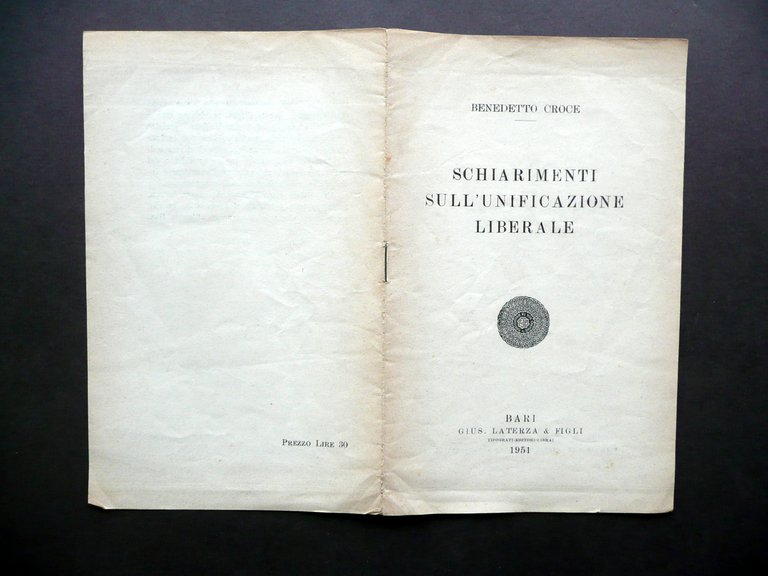 BENEDETTO CROCE
SCHIARIMENTI
SULL'UNIFICAZIONE
LIBERALE
BARI
GIUS. LATERZA & FIGLI
TIPOGRAFI-EDITORI-LIBRAI
1951
PREZZO LIRE 30